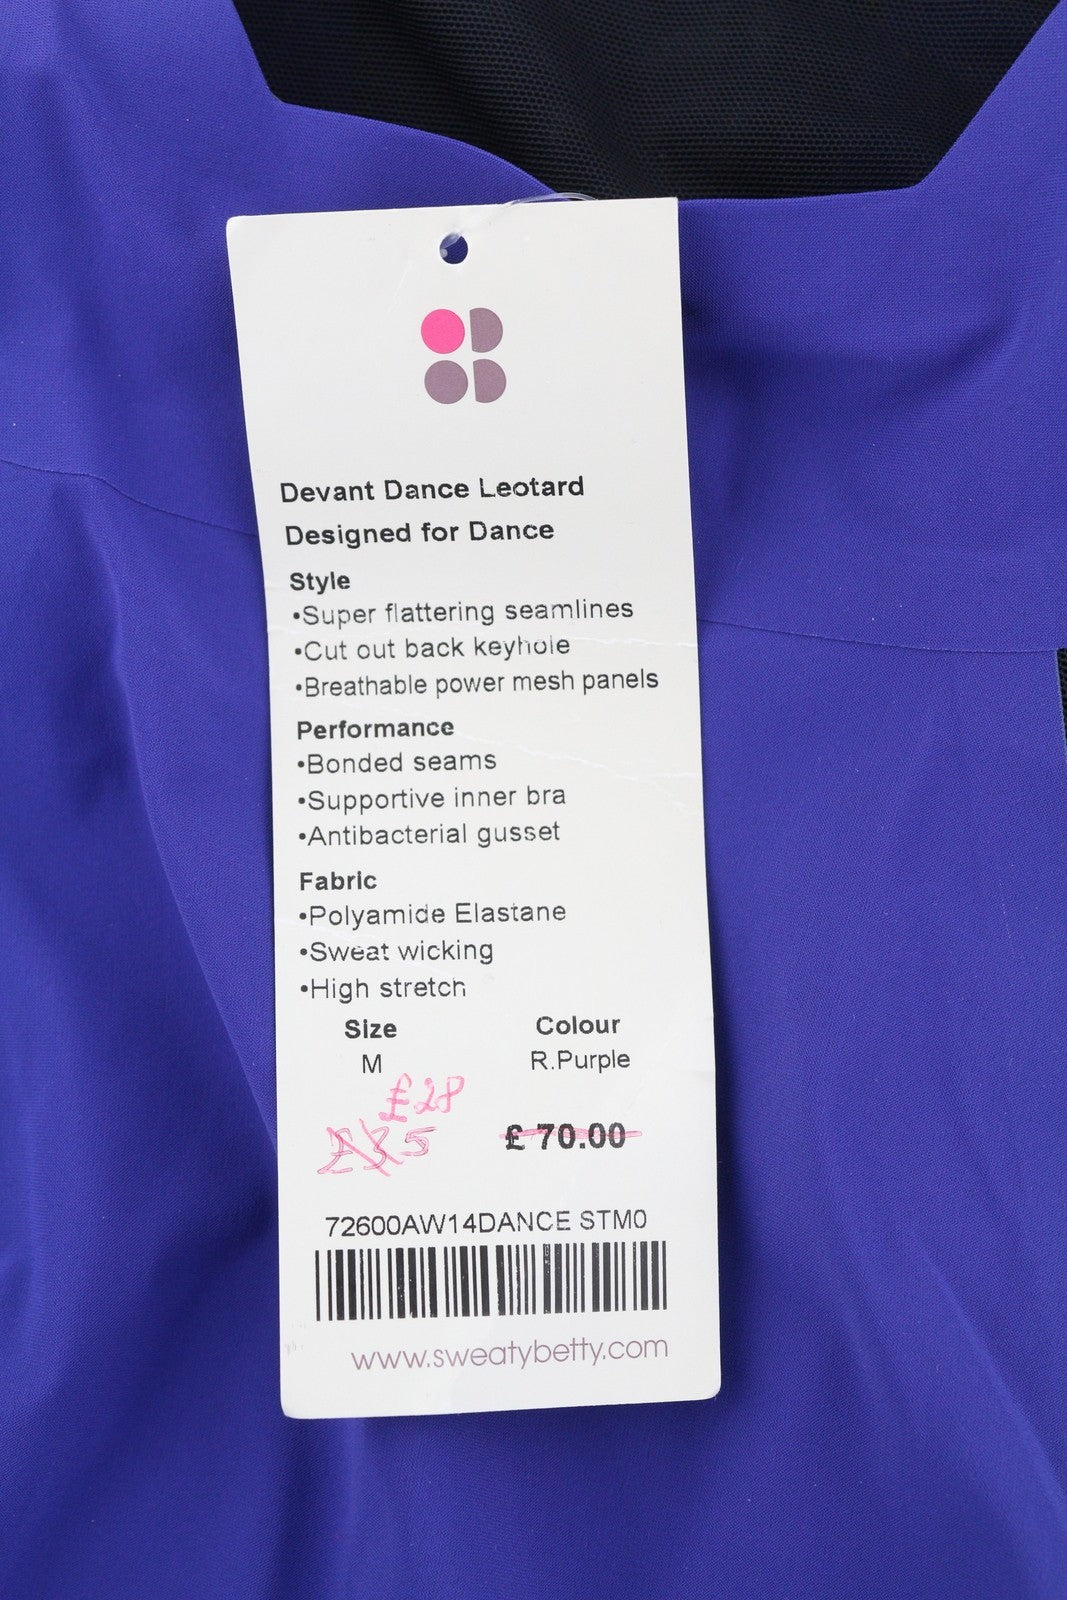 Devant Dance Leotard
Designed for Dance
Style
•Super flattering seamlines
•Cut out back keyhole
•Breathable power mesh panels
Performance
•Bonded seams
•Supportive inner bra
•Antibacterial gusset
Fabric
•Polyamide Elastane
•Sweat wicking
•High stretch
Size Colour
M R.Purple
£28
£35 £ 70.00
72600AW14DANCE STM0
www.sweatybetty.com